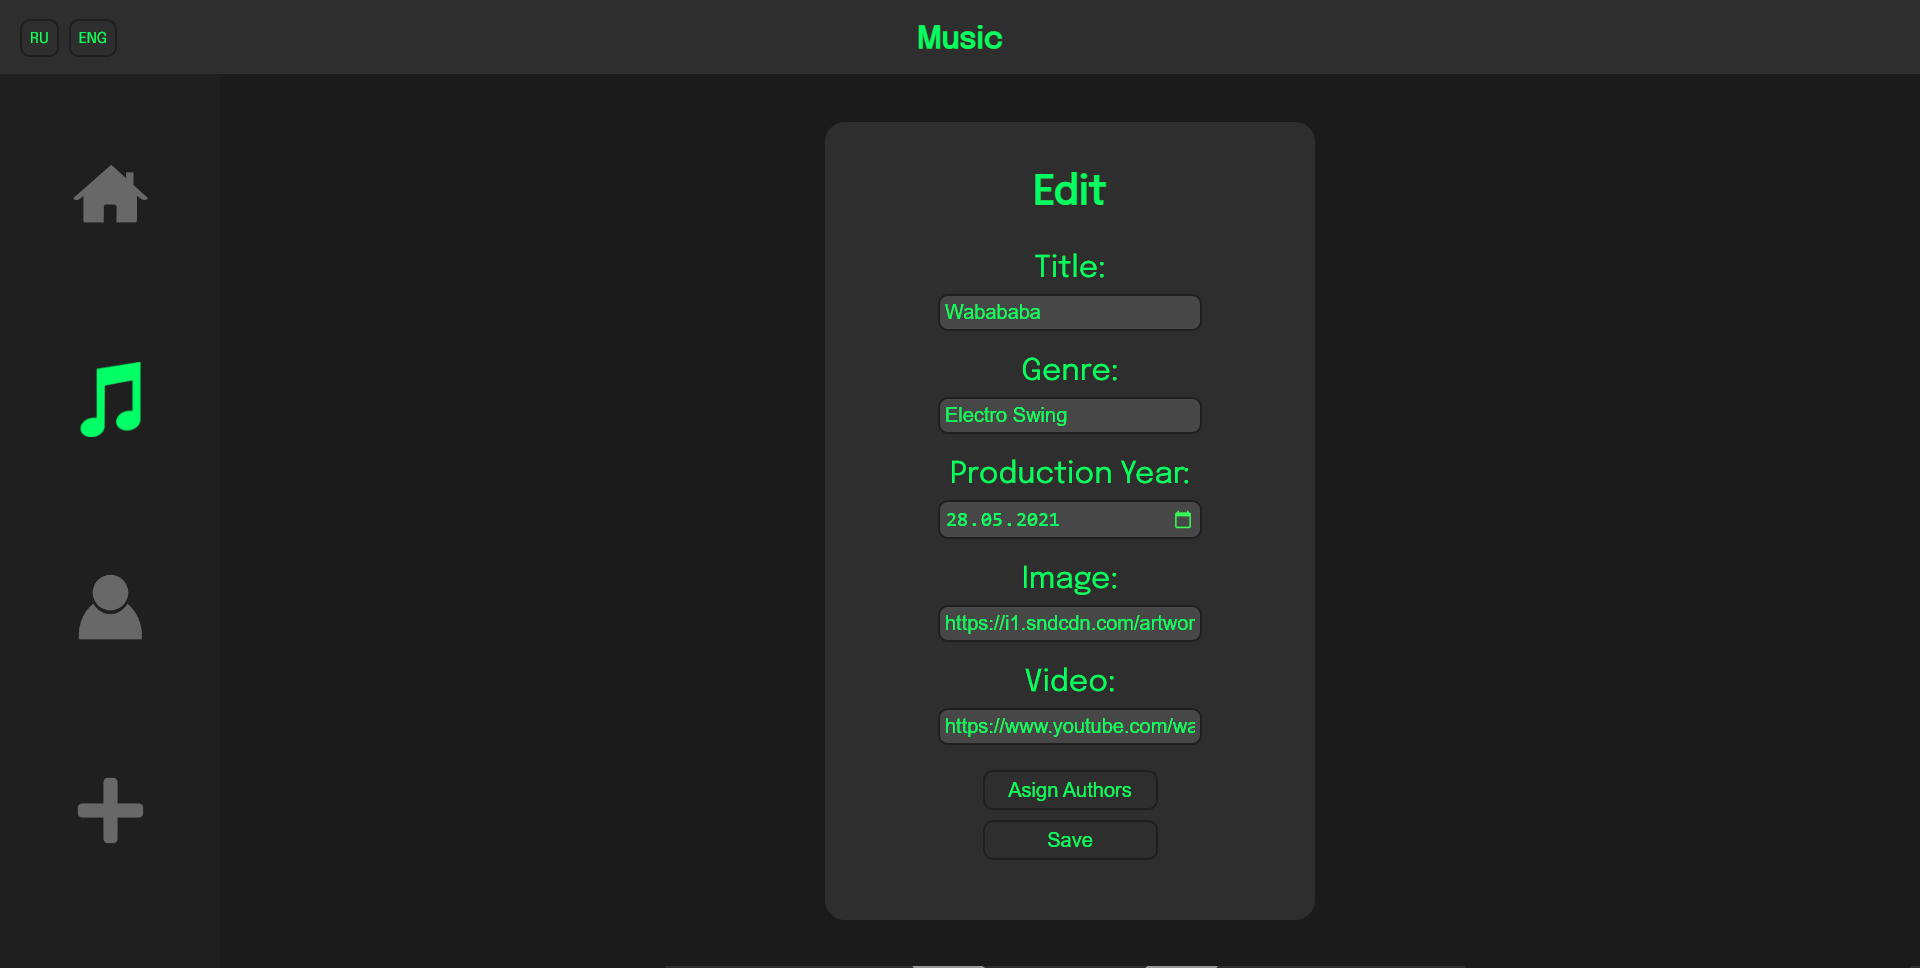 RU ENG
Music
Edit
Title:
Wabababa
Genre:
Electro Swing
Production Year:
28.05.2021
Image:
https://i1.sndcdn.com/artwor
Video:
https://www.youtube.com/wa
Asign Authors
Save